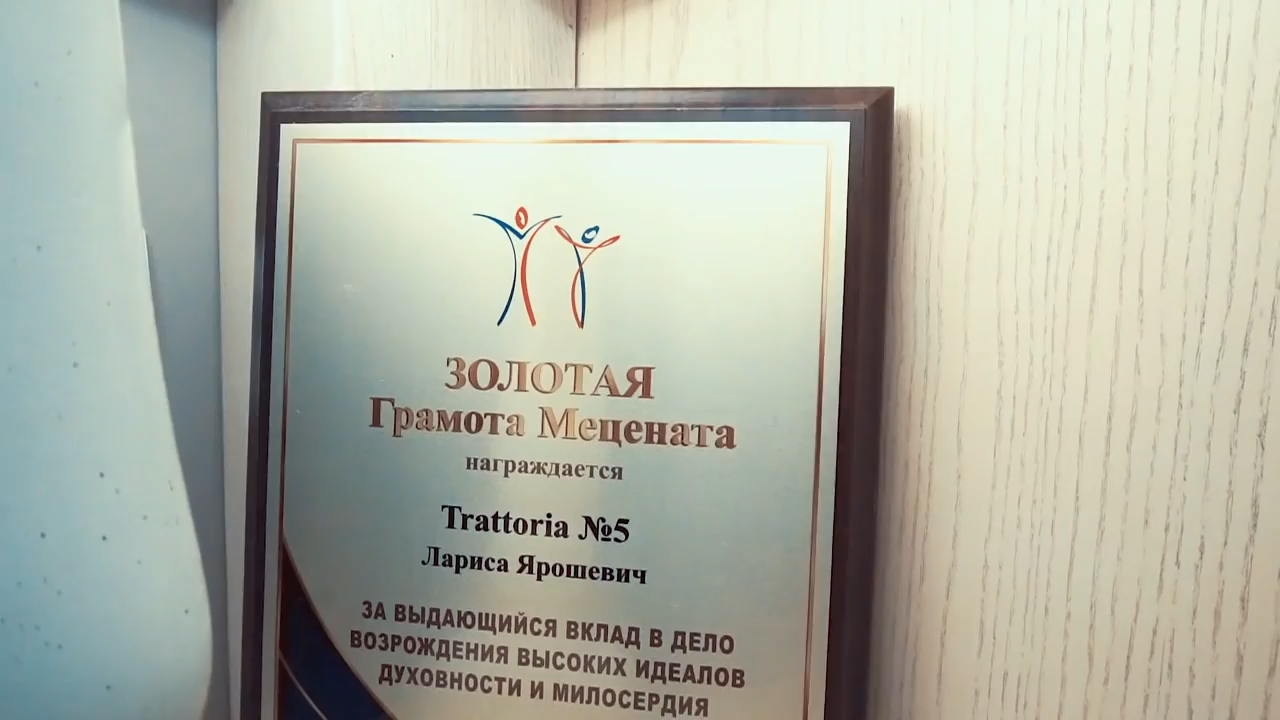 ЗОЛОТАЯ
Грамота Мецената
награждается
Trattoria №5
Лариса Ярошевич
ЗА ВЫДАЮЩИЙСЯ ВКЛАД В ДЕЛО
ВОЗРОЖДЕНИЯ ВЫСОКИХ ИДЕАЛОВ
ДУХОВНОСТИ И МИЛОСЕРДИЯ